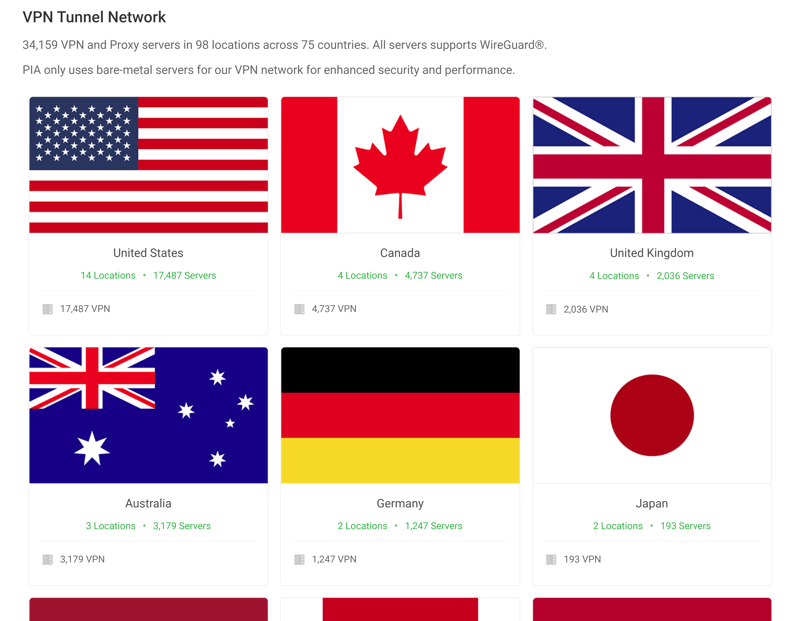 VPN Tunnel Network
34,159 VPN and Proxy servers in 98 locations across 75 countries. All servers supports WireGuard®.
PIA only uses bare-metal servers for our VPN network for enhanced security and performance.
United States
14 Locations • 17,487 Servers
17,487 VPN
Canada
4 Locations • 4,737 Servers
4,737 VPN
United Kingdom
4 Locations • 2,036 Servers
2,036 VPN
Australia
3 Locations • 3,179 Servers
3,179 VPN
Germany
2 Locations • 1,247 Servers
1,247 VPN
Japan
2 Locations • 193 Servers
193 VPN